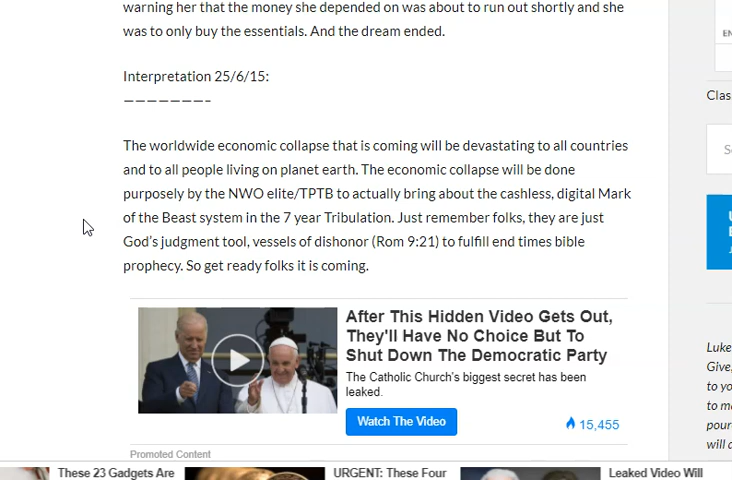 warning her that the money she depended on was about to run out shortly and she
was to only buy the essentials. And the dream ended.
EN
Interpretation 25/6/15:
———————–
Clas
The worldwide economic collapse that is coming will be devastating to all countries
and to all people living on planet earth. The economic collapse will be done
purposely by the NWO elite/TPTB to actually bring about the cashless, digital Mark
of the Beast system in the 7 year Tribulation. Just remember folks, they are just
God's judgment tool, vessels of dishonor (Rom 9:21) to fulfill end times bible
prophecy. So get ready folks it is coming.
After This Hidden Video Gets Out,
They'll Have No Choice But To
Shut Down The Democratic Party
The Catholic Church's biggest secret has been
leaked.
Watch The Video
15,455
Promoted Content
Luke
Give,
to yo
to me
pour
will a
These 23 Gadgets Are
URGENT: These Four
Leaked Video Will